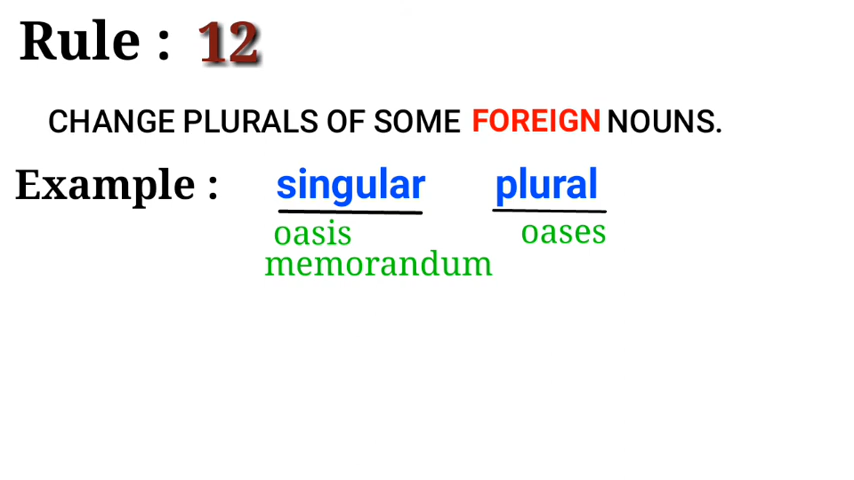 Rule : 12
CHANGE PLURALS OF SOME FOREIGN NOUNS.
Example : singular plural
oasis oases
memorandum